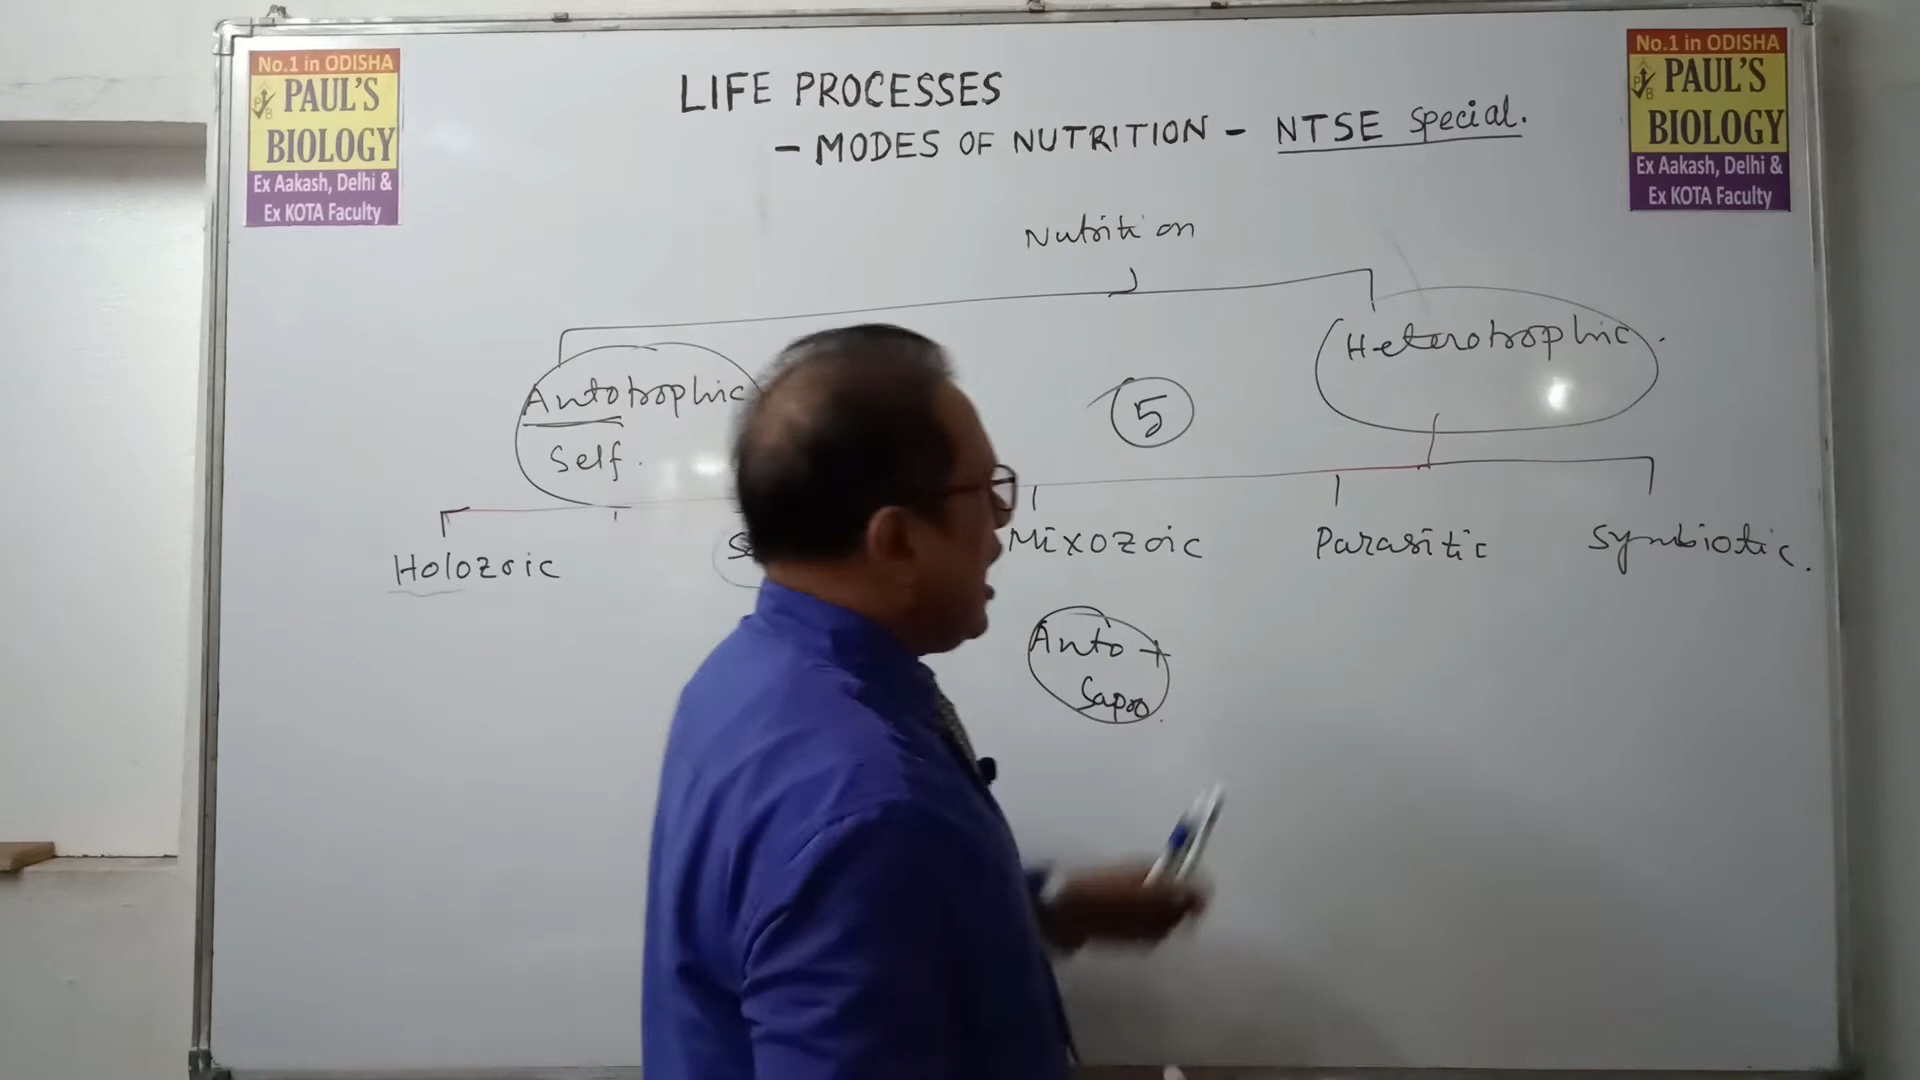 No.1 in ODISHA
PAUL'S
BIOLOGY
Ex Aakash, Delhi &
Ex KOTA Faculty
LIFE PROCESSES
- MODES OF NUTRITION - NTSE Special.
No.1 in ODISHA
PAUL'S
BIOLOGY
Ex Aakash, Delhi &
Ex KOTA Faculty
Nutrition
Autotrophic
Self.
5
Heterotrophic.
Holozoic
Mixozoic
Parasitic
Symbiotic.
Auto +
Sapro.